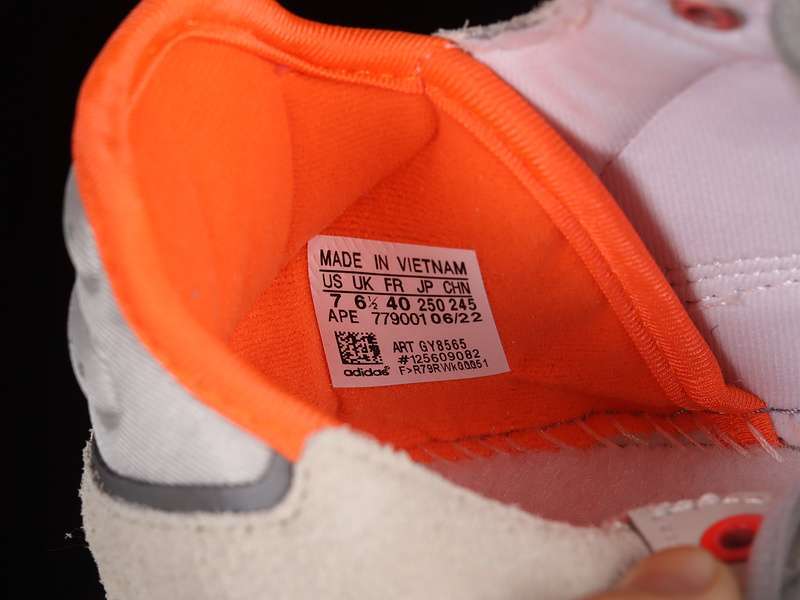 MADE IN VIETNAM
US UK FR JP CHN
7 6½ 40 250 245
APE 779001 06/22
ART GY8565
#125609082
adidas®
F>R79RWk00051